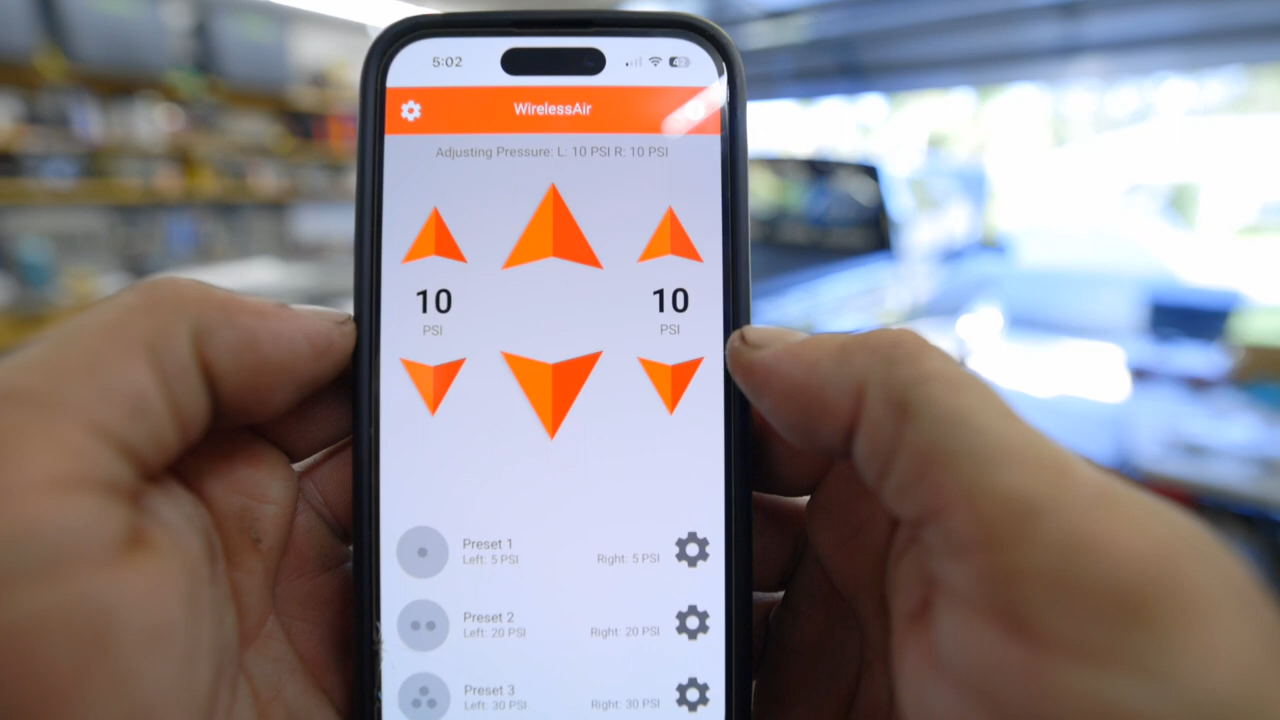 5:02
WirelessAir
Adjusting Pressure: L: 10 PSI R: 10 PSI
10 10
PSI PSI
Preset 1
Left: 5 PSI Right: 5 PSI
Preset 2
Left: 20 PSI Right: 20 PSI
Preset 3
Left: 30 PSI Right: 30 PSI